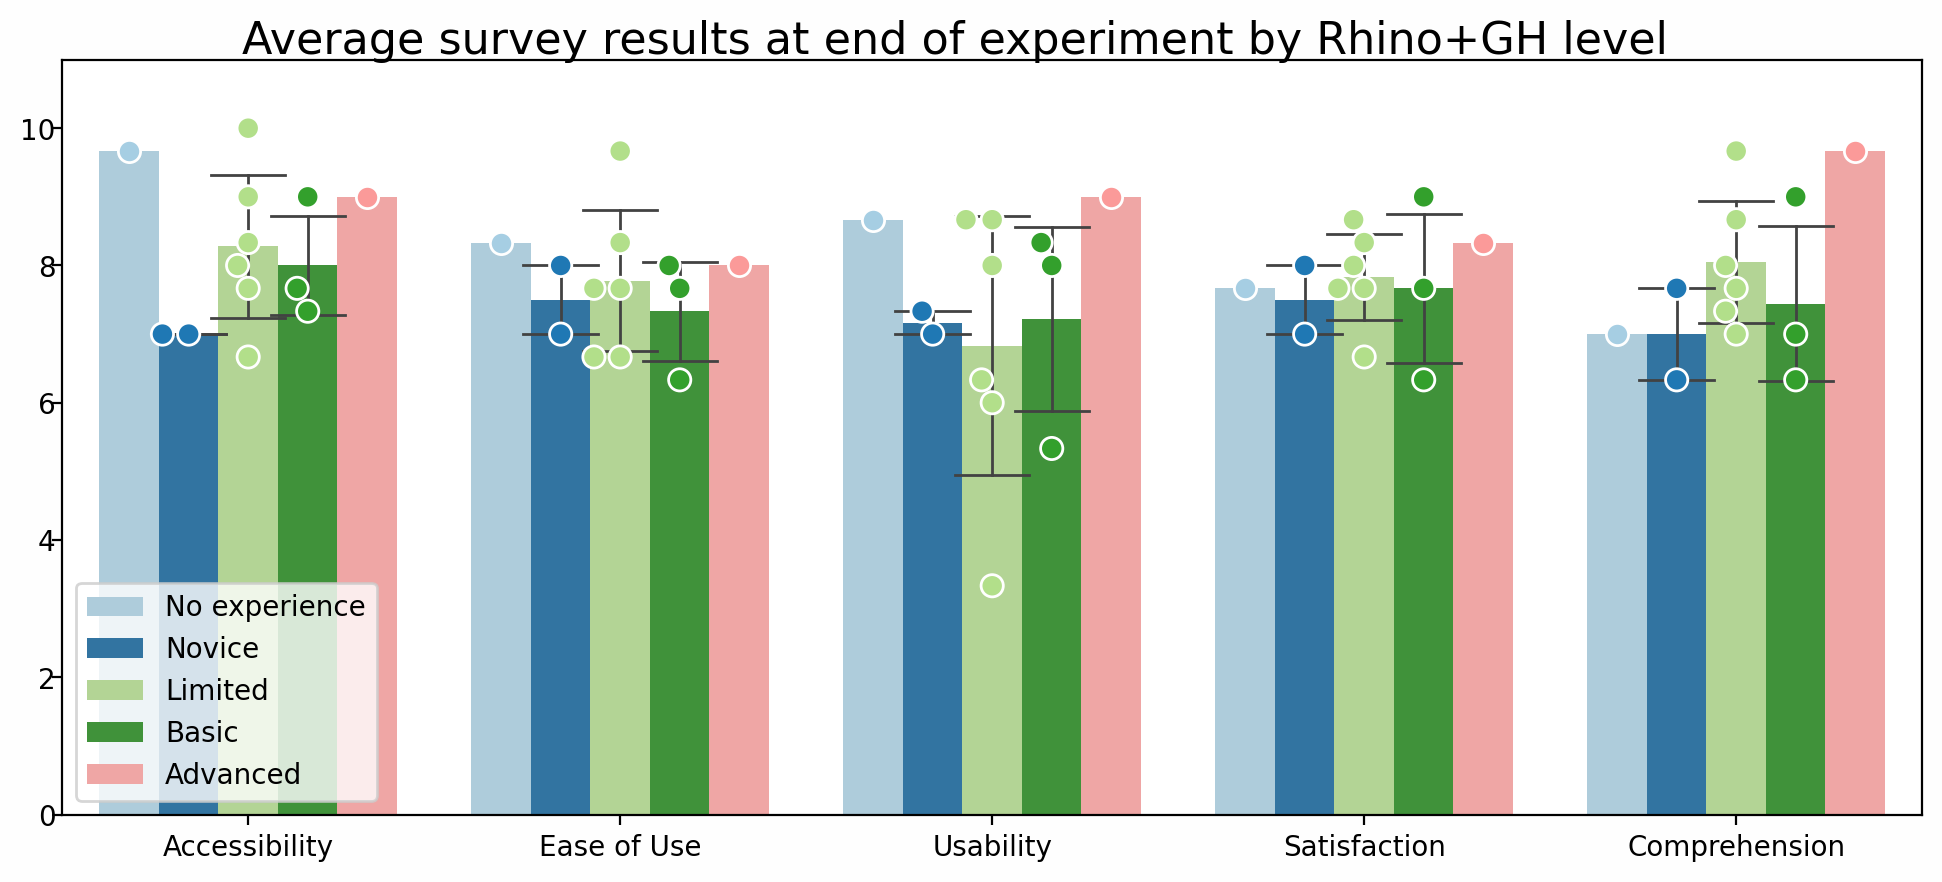 Average survey results at end of experiment by Rhino+GH level
10
8
6
4
2
0
No experience
Novice
Limited
Basic
Advanced
Accessibility
Ease of Use
Usability
Satisfaction
Comprehension